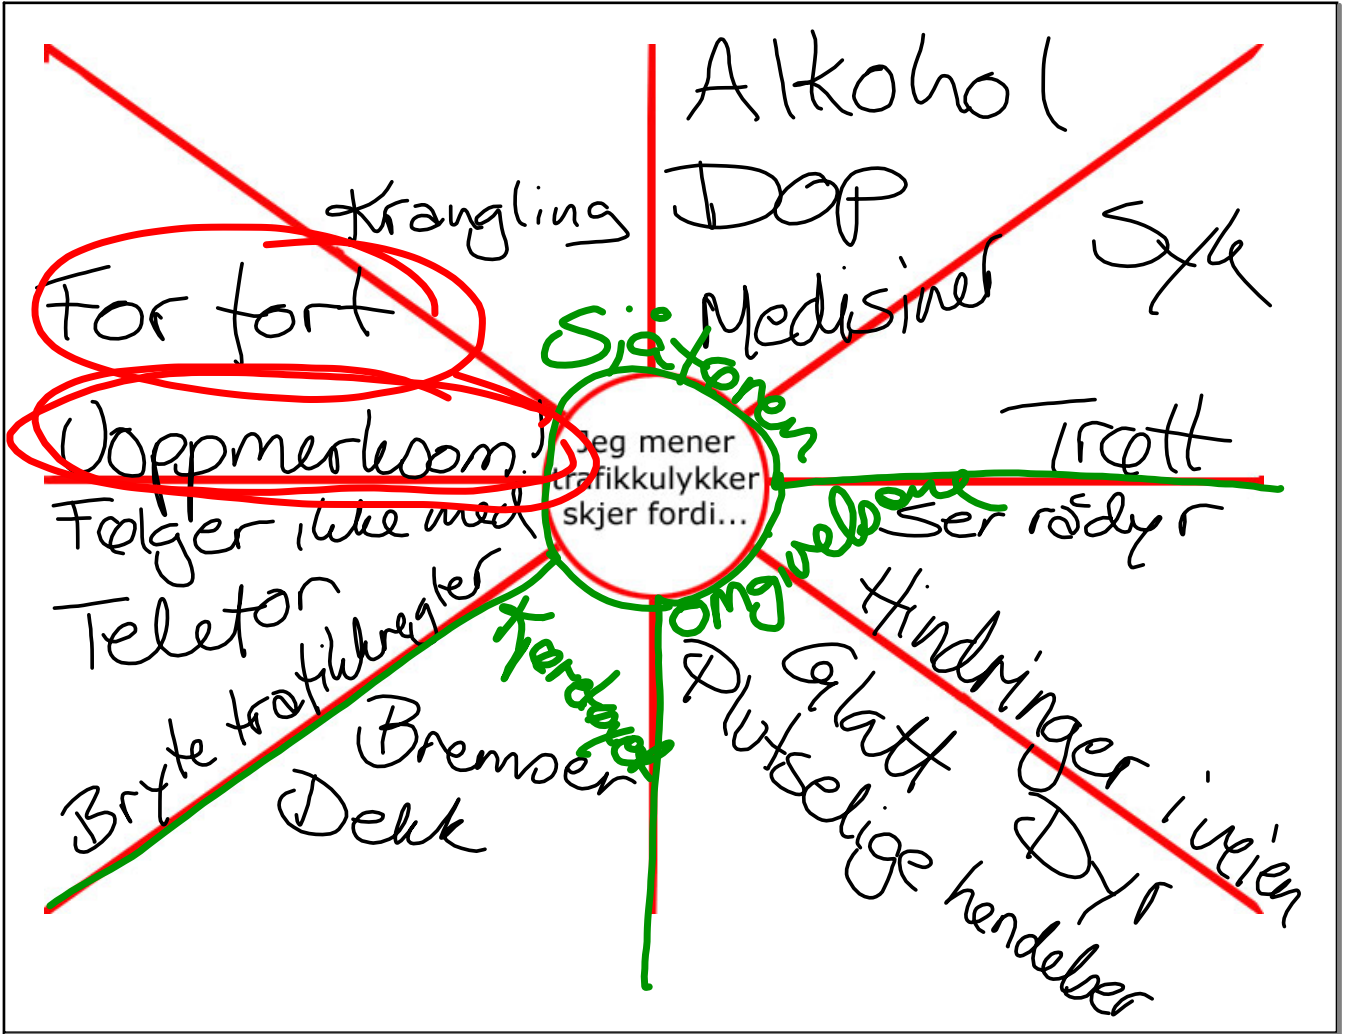 Alkohol
DOP
Medisiner
Syk
Krangling
For fort
Uoppmerksom!
Følger ikke med
Telefon
Bryte trafikkregler
Sjåføren
Jeg mener
trafikkulykker
skjer fordi...
Trøtt
Ser rådyr
omgivelsene
Hindringer i veien
Glatt
Dyr
Plutselige hendelser
Kjøretøyet
Bremser
Dekk